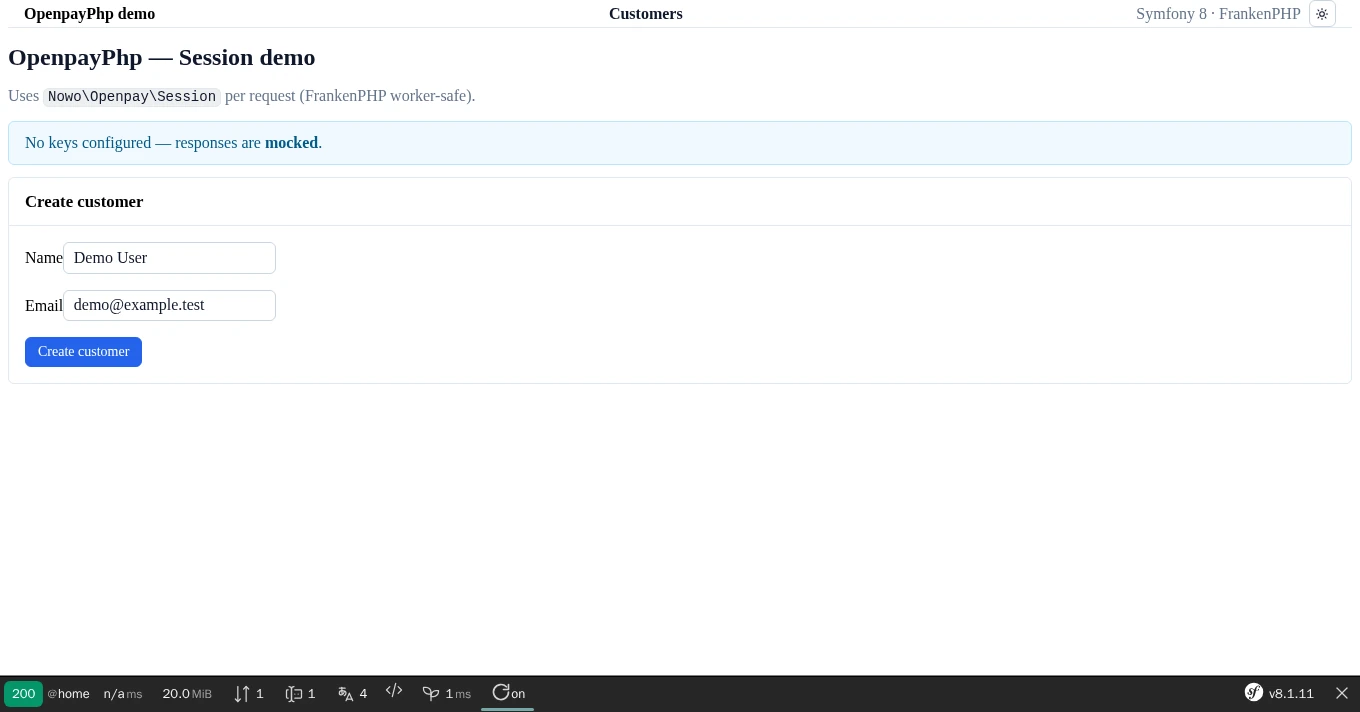 OpenpayPhp demo Customers Symfony 8 · FrankenPHP
OpenpayPhp — Session demo
Uses Nowo\Openpay\Session per request (FrankenPHP worker-safe).
No keys configured — responses are mocked.
Create customer
Name Demo User
Email demo@example.test
Create customer
200 @home n/a ms 20.0 MiB 1 1 4 </> 1 ms on sf v8.1.11